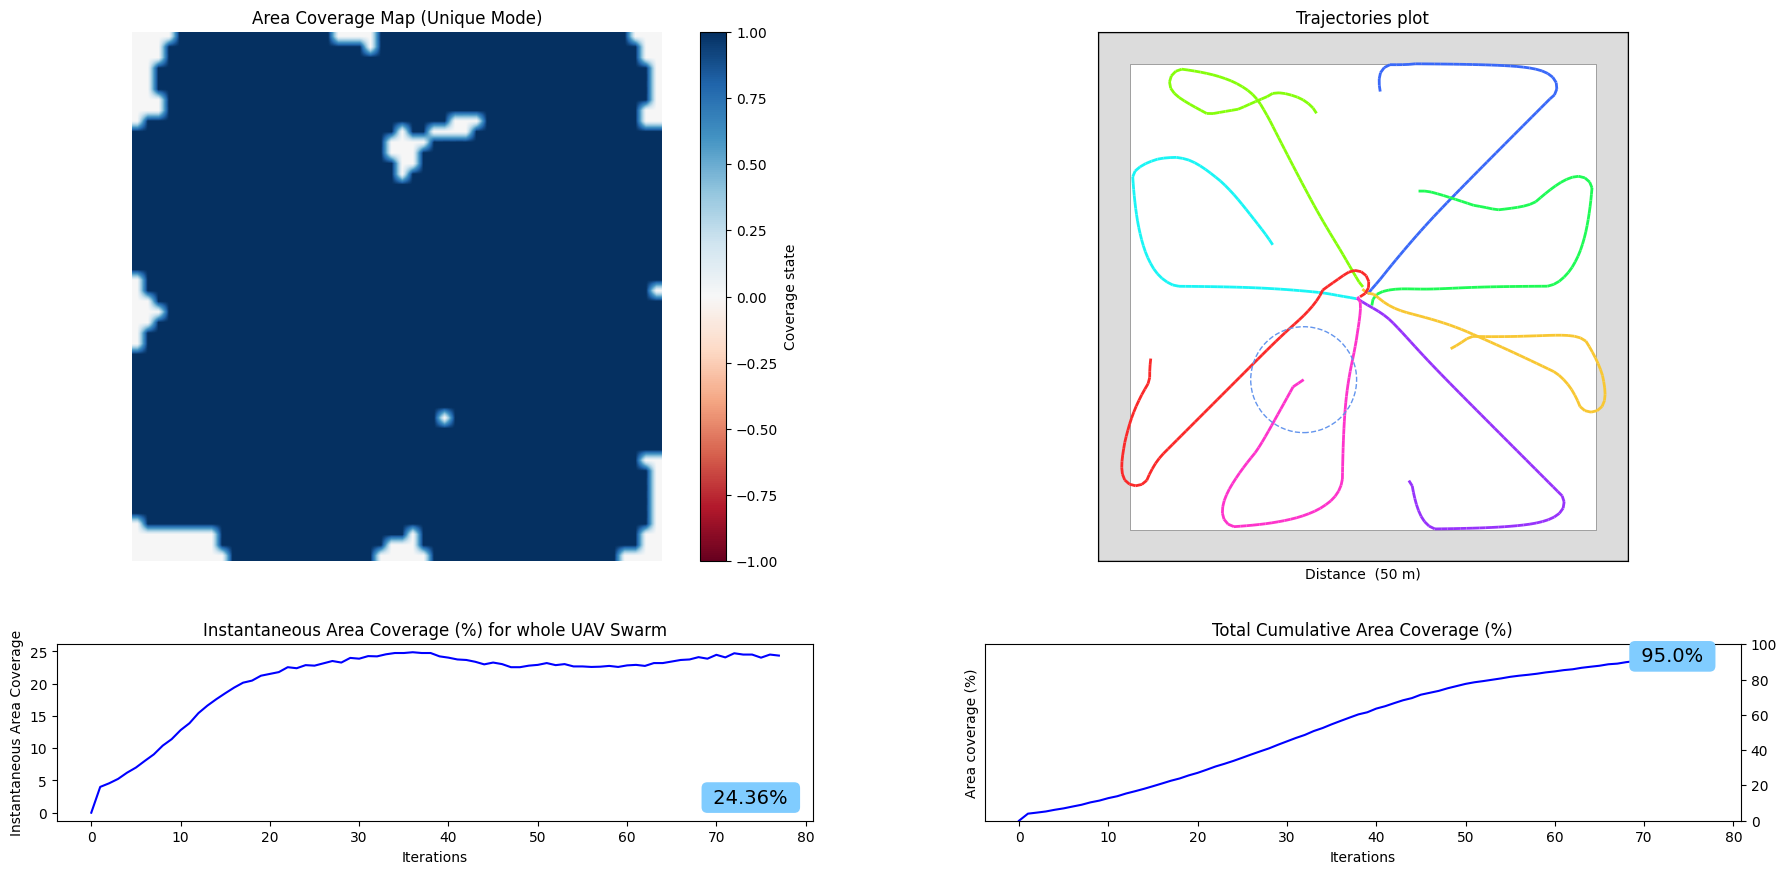 Area Coverage Map (Unique Mode)
1.00
0.75
0.50
0.25
0.00
−0.25
−0.50
−0.75
−1.00
Coverage state
Trajectories plot
Distance  (50 m)
Instantaneous Area Coverage (%) for whole UAV Swarm
Instantaneous Area Coverage
25
20
15
10
5
0
24.36%
0 10 20 30 40 50 60 70 80
Iterations
Total Cumulative Area Coverage (%)
Area coverage (%)
95.0%
100
80
60
40
20
0
0 10 20 30 40 50 60 70 80
Iterations